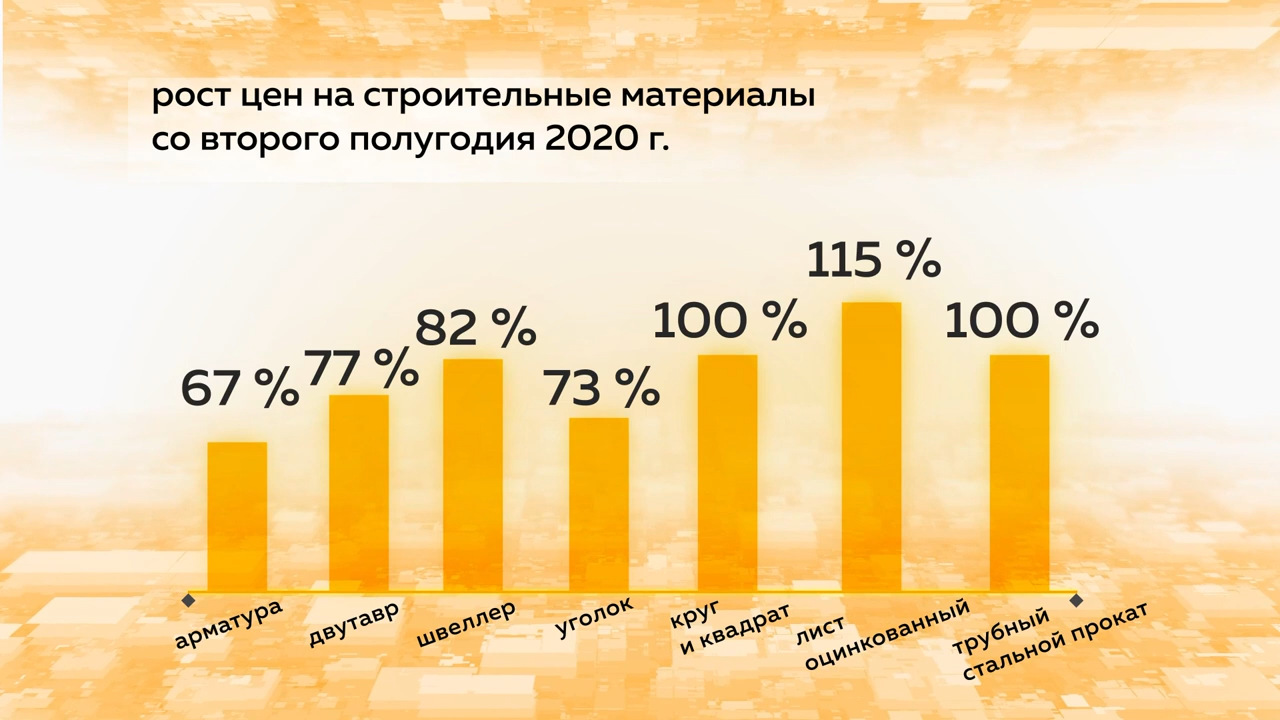 рост цен на строительные материалы
со второго полугодия 2020 г.
67 %
77 %
82 %
73 %
100 %
115 %
100 %
арматура
двутавр
швеллер
уголок
круг
и квадрат
лист
оцинкованный
трубный
стальной прокат